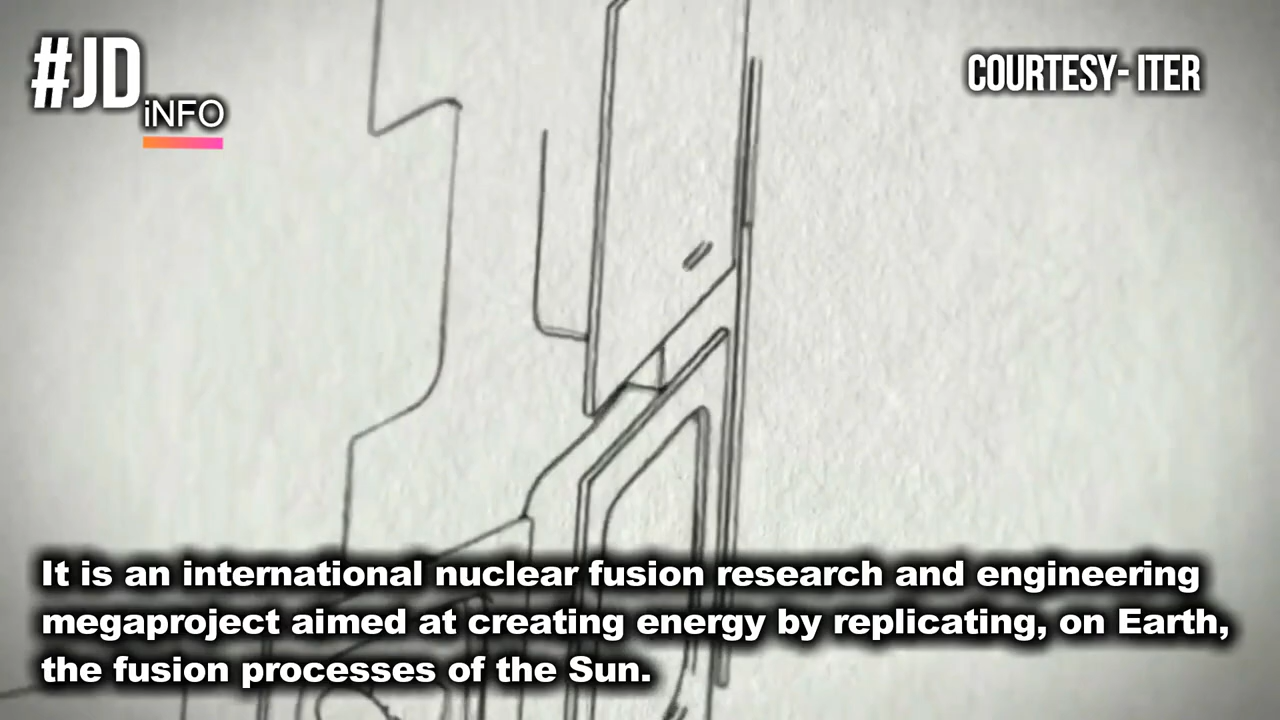 #JD
iNFO
COURTESY- ITER
It is an international nuclear fusion research and engineering
megaproject aimed at creating energy by replicating, on Earth,
the fusion processes of the Sun.